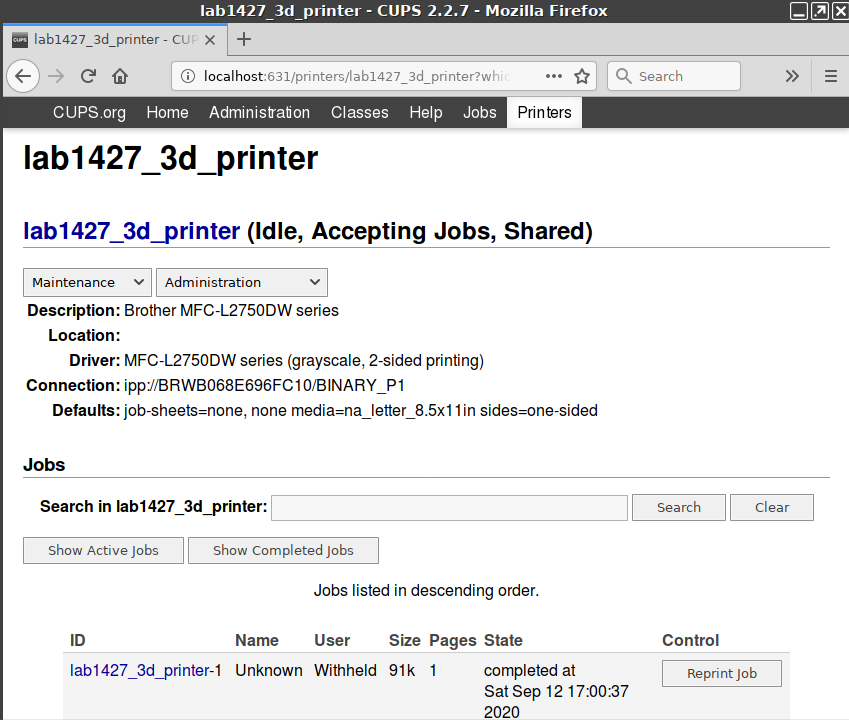 lab1427_3d_printer - CUPS 2.2.7 - Mozilla Firefox
CUPS lab1427_3d_printer - CUP
localhost:631/printers/lab1427_3d_printer?whic
Search
CUPS.org Home Administration Classes Help Jobs Printers
lab1427_3d_printer
lab1427_3d_printer (Idle, Accepting Jobs, Shared)
Maintenance Administration
Description: Brother MFC-L2750DW series
Location:
Driver: MFC-L2750DW series (grayscale, 2-sided printing)
Connection: ipp://BRWB068E696FC10/BINARY_P1
Defaults: job-sheets=none, none media=na_letter_8.5x11in sides=one-sided
Jobs
Search in lab1427_3d_printer: Search Clear
Show Active Jobs Show Completed Jobs
Jobs listed in descending order.
ID Name User Size Pages State Control
lab1427_3d_printer-1 Unknown Withheld 91k 1 completed at Reprint Job
Sat Sep 12 17:00:37
2020